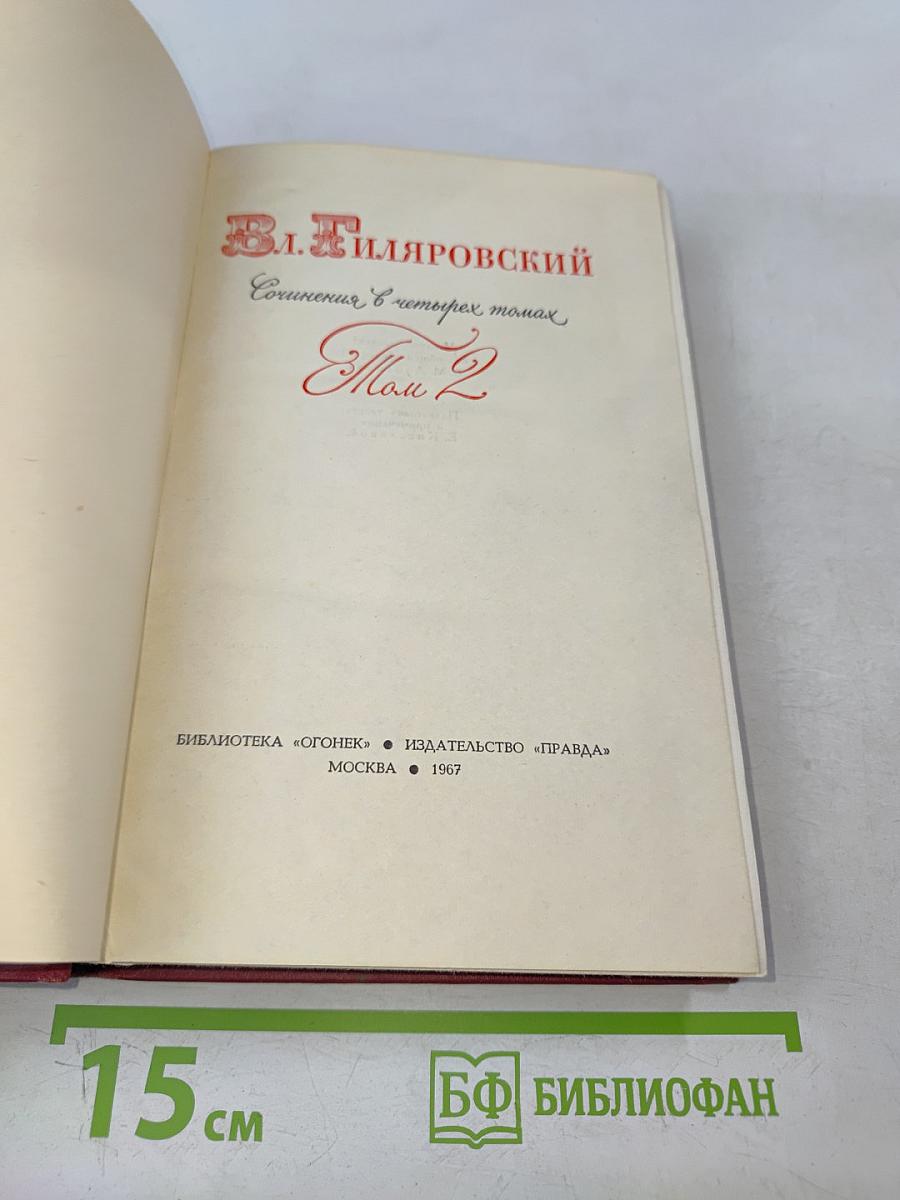 Вл. Гиляровский
Сочинения в четырех томах
Том 2
БИБЛИОТЕКА «ОГОНЕК» ● ИЗДАТЕЛЬСТВО «ПРАВДА»
МОСКВА ● 1967
15 см
БФ БИБЛИОФАН